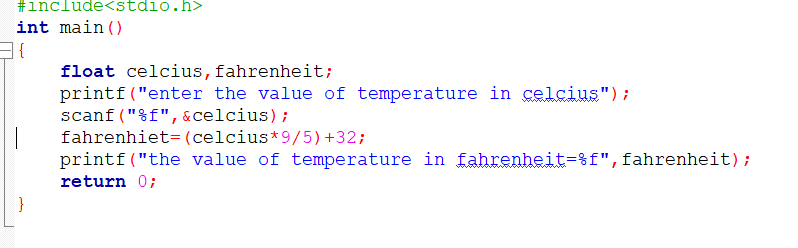 #include<stdio.h>
int main()
{
float celcius,fahrenheit;
printf("enter the value of temperature in celcius");
scanf("%f",&celcius);
fahrenhiet=(celcius*9/5)+32;
printf("the value of temperature in fahrenheit=%f",fahrenheit);
return 0;
}